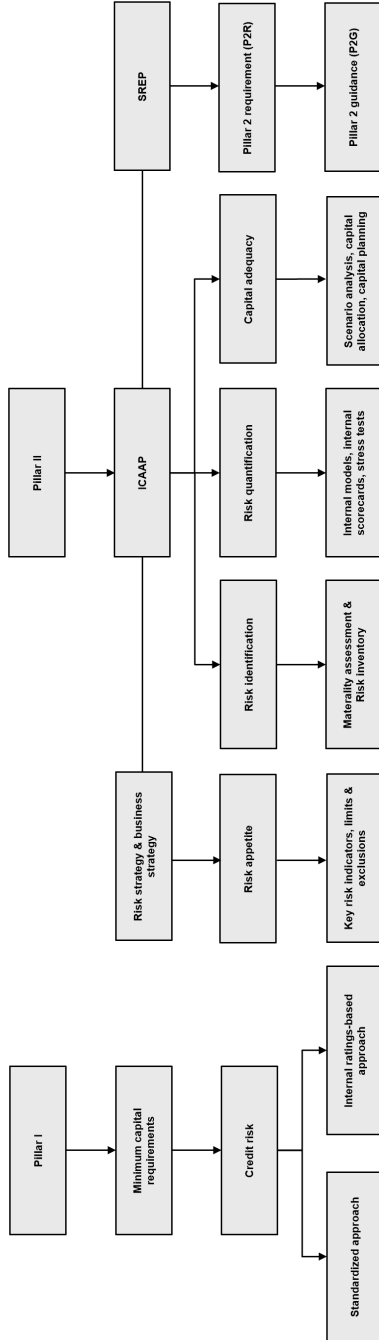 Pillar I
Pillar II
Minimum capital
requirements
Risk strategy & business
strategy
ICAAP
SREP
Credit risk
Risk appetite
Risk identification
Risk quantification
Capital adequacy
Pillar 2 requirement (P2R)
Standardized approach
Internal ratings-based
approach
Key risk indicators, limits &
exclusions
Materality assessment &
Risk inventory
Internal models, internal
scorecards, stress tests
Scenario analysis, capital
allocation, capital planning
Pillar 2 guidance (P2G)